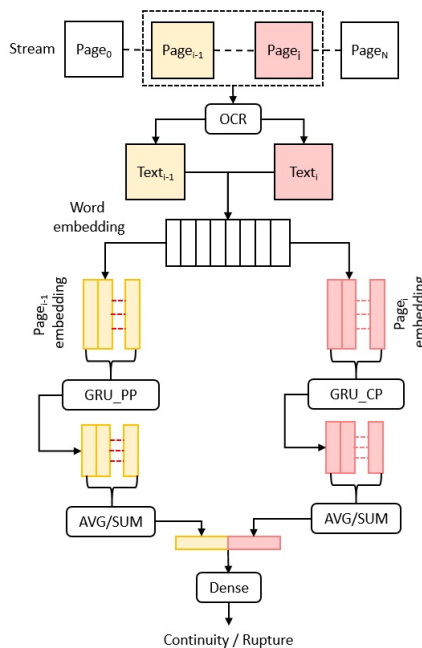 Stream
Page₀
Pageᵢ₋₁
Pageᵢ
Page_N
OCR
Textᵢ₋₁
Textᵢ
Word
embedding
Pageᵢ₋₁
embedding
Pageᵢ
embedding
GRU_PP
GRU_CP
AVG/SUM
AVG/SUM
Dense
Continuity / Rupture